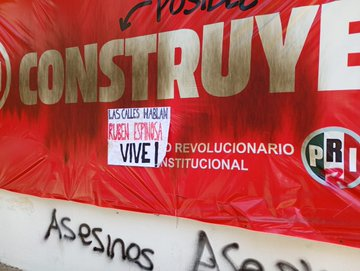 CONSTRUYE
LAS CALLES HABLAN
RUBEN ESPINOSA
VIVE!
REVOLUCIONARIO
INSTITUCIONAL
PRI
Asesinos